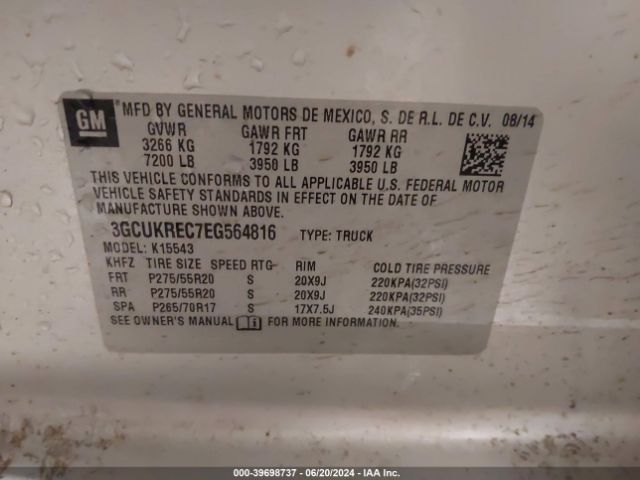 GM
MFD BY GENERAL MOTORS DE MEXICO, S. DE R.L. DE C.V. 08/14
GVWR GAWR FRT GAWR RR
3266 KG 1792 KG 1792 KG
7200 LB 3950 LB 3950 LB
THIS VEHICLE CONFORMS TO ALL APPLICABLE U.S. FEDERAL MOTOR
VEHICLE SAFETY STANDARDS IN EFFECT ON THE DATE OF
MANUFACTURE SHOWN ABOVE.
3GCUKREC7EG564816 TYPE: TRUCK
MODEL: K15543
KHFZ TIRE SIZE SPEED RTG RIM COLD TIRE PRESSURE
FRT P275/55R20 S 20X9J 220KPA(32PSI)
RR P275/55R20 S 20X9J 220KPA(32PSI)
SPA P265/70R17 S 17X7.5J 240KPA(35PSI)
SEE OWNER'S MANUAL FOR MORE INFORMATION.
000-39698737 - 06/20/2024 - IAA Inc.